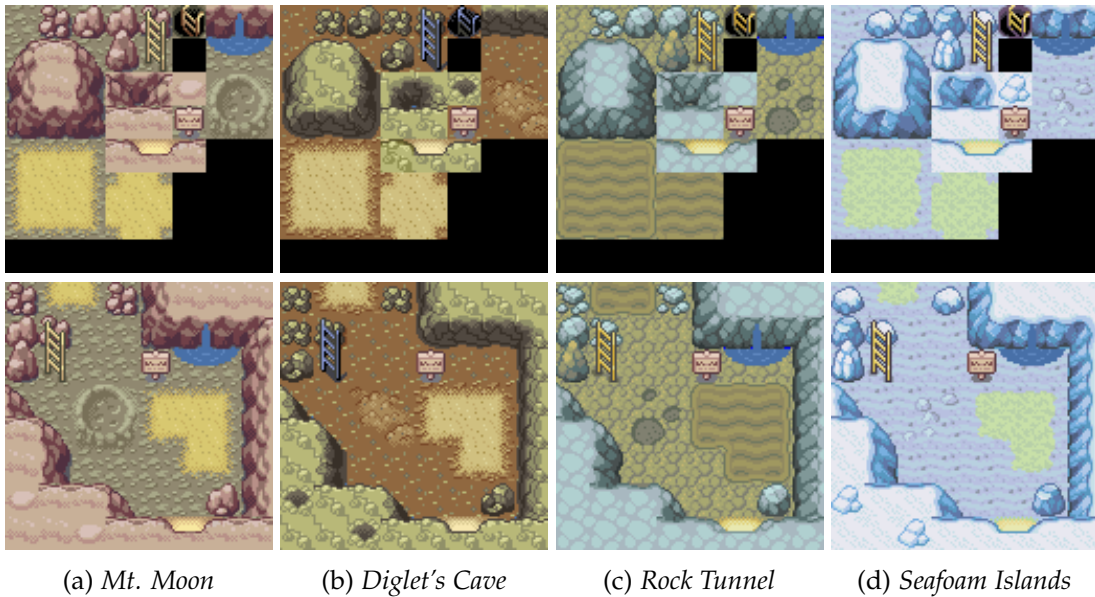 (a) Mt. Moon
(b) Diglet's Cave
(c) Rock Tunnel
(d) Seafoam Islands